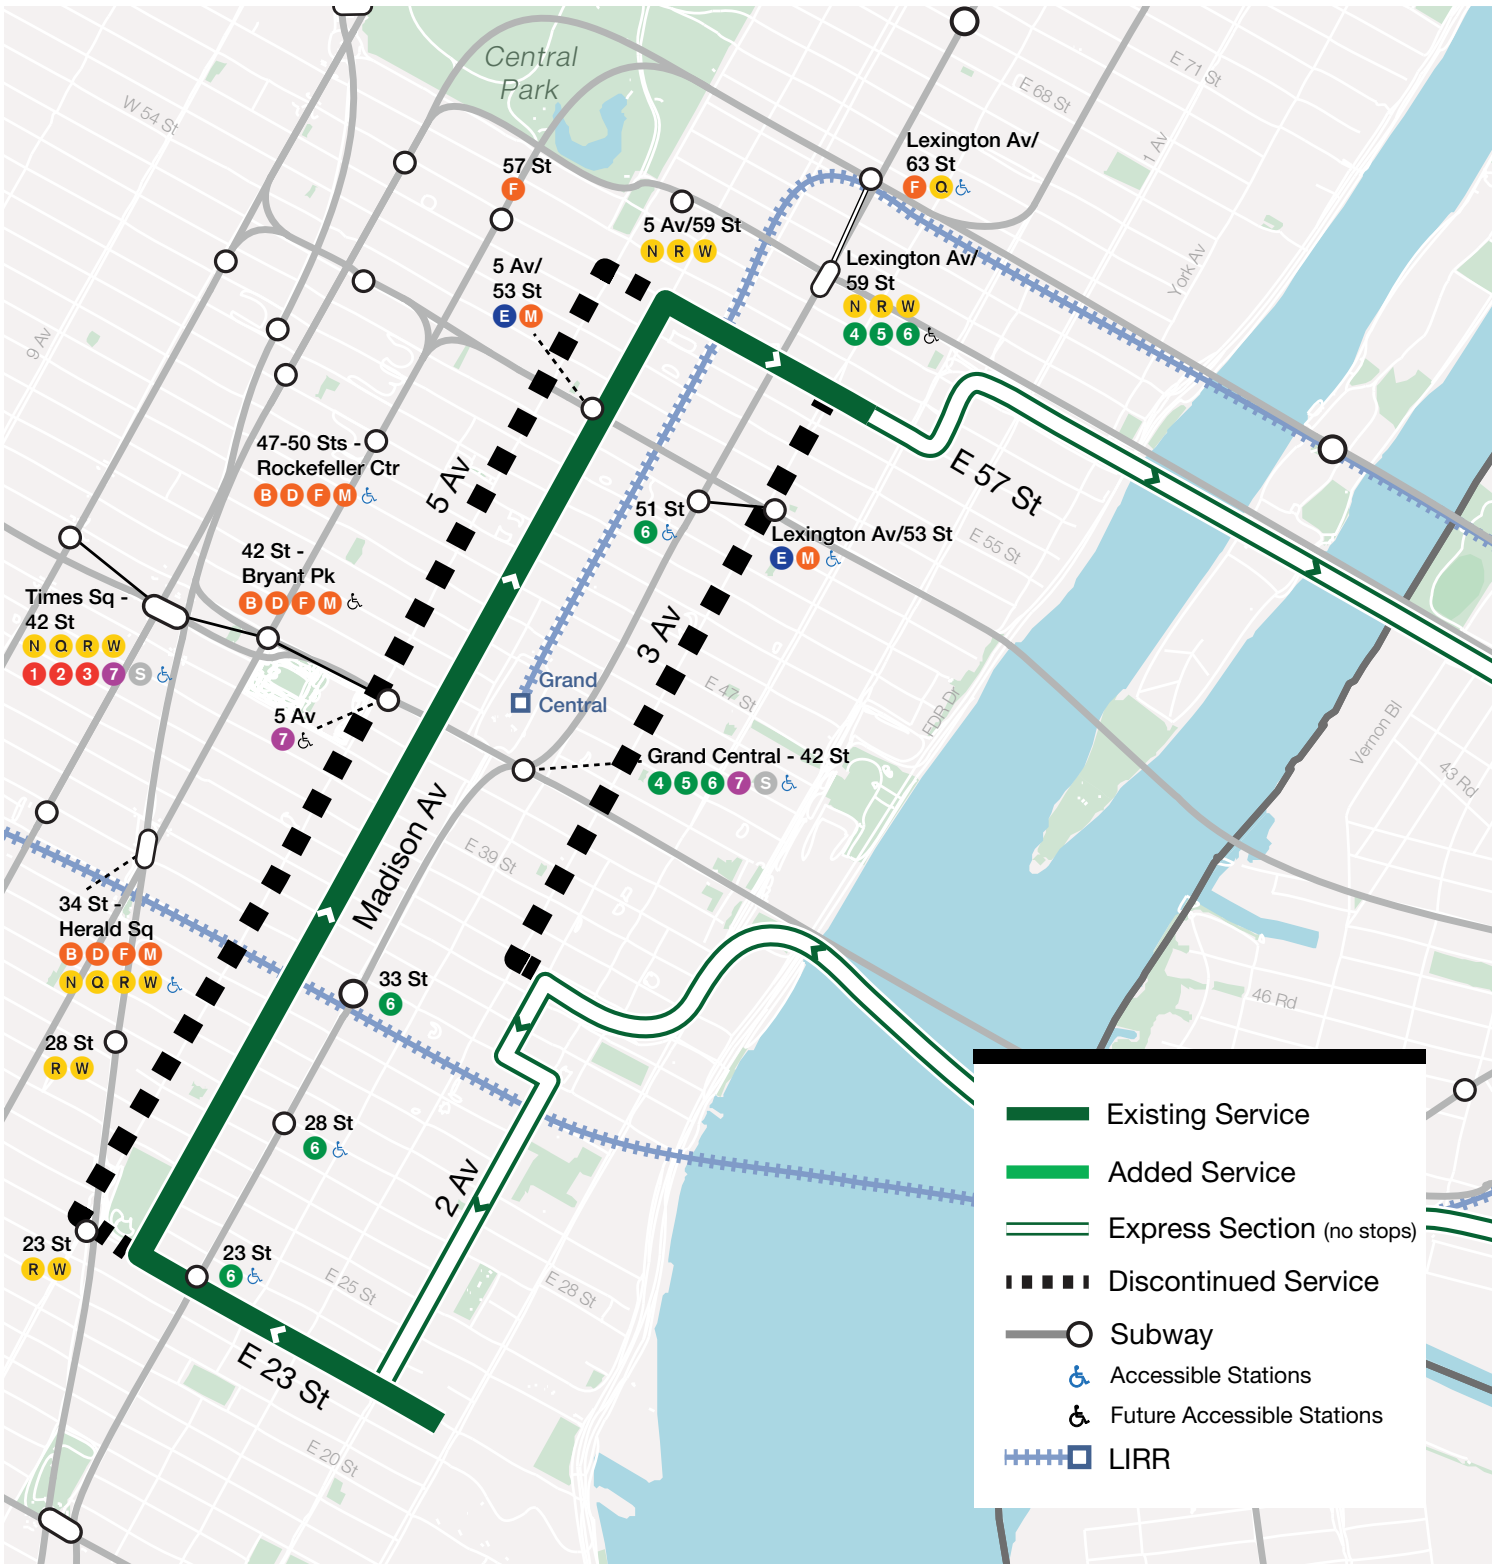 Central
Park
E 71 St
E 68 St
W 54 St
1 Av
Lexington Av/
63 St
F Q
57 St
F
5 Av/59 St
N R W
5 Av/
53 St
E M
Lexington Av/
59 St
N R W
4 5 6
York Av
9 Av
47-50 Sts -
Rockefeller Ctr
B D F M
5 Av
E 57 St
51 St
6
Lexington Av/53 St
E M
E 55 St
42 St -
Bryant Pk
B D F M
Times Sq -
42 St
N Q R W
1 2 3 7 S
3 Av
Grand
Central
E 47 St
FDR Dr
5 Av
7
Vernon Bl
43 Rd
Grand Central - 42 St
4 5 6 7 S
Madison Av
E 39 St
34 St -
Herald Sq
B D F M
N Q R W
33 St
6
46 Rd
28 St
R W
28 St
6
2 Av
23 St
R W
23 St
6
E 25 St
E 28 St
E 23 St
E 20 St
Existing Service
Added Service
Express Section (no stops)
Discontinued Service
Subway
Accessible Stations
Future Accessible Stations
LIRR